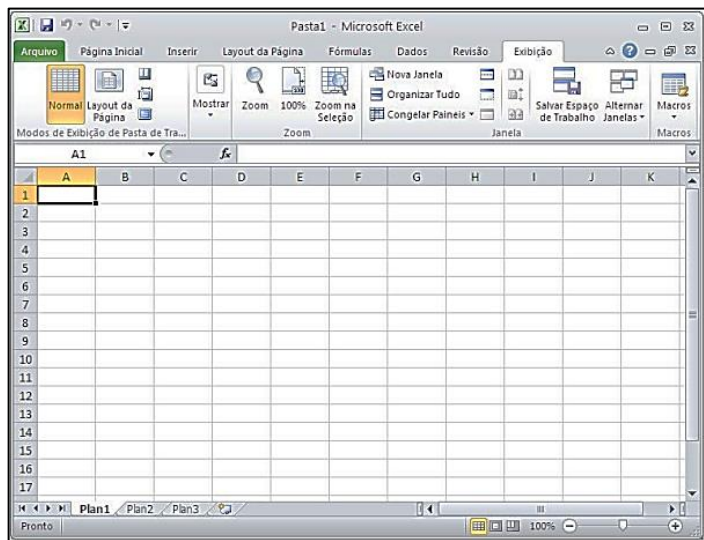 Pasta1 - Microsoft Excel
Arquivo Página Inicial Inserir Layout da Página Fórmulas Dados Revisão Exibição
Normal Layout da Página
Mostrar
Zoom 100% Zoom na Seleção
Nova Janela
Organizar Tudo
Congelar Paineis
Salvar Espaço de Trabalho
Alternar Janelas
Macros
Modos de Exibição de Pasta de Tra... Zoom Janela Macros
A1 fx
A B C D E F G H I J K
1
2
3
4
5
6
7
8
9
10
11
12
13
14
15
16
17
Plan1 Plan2 Plan3
Pronto 100%